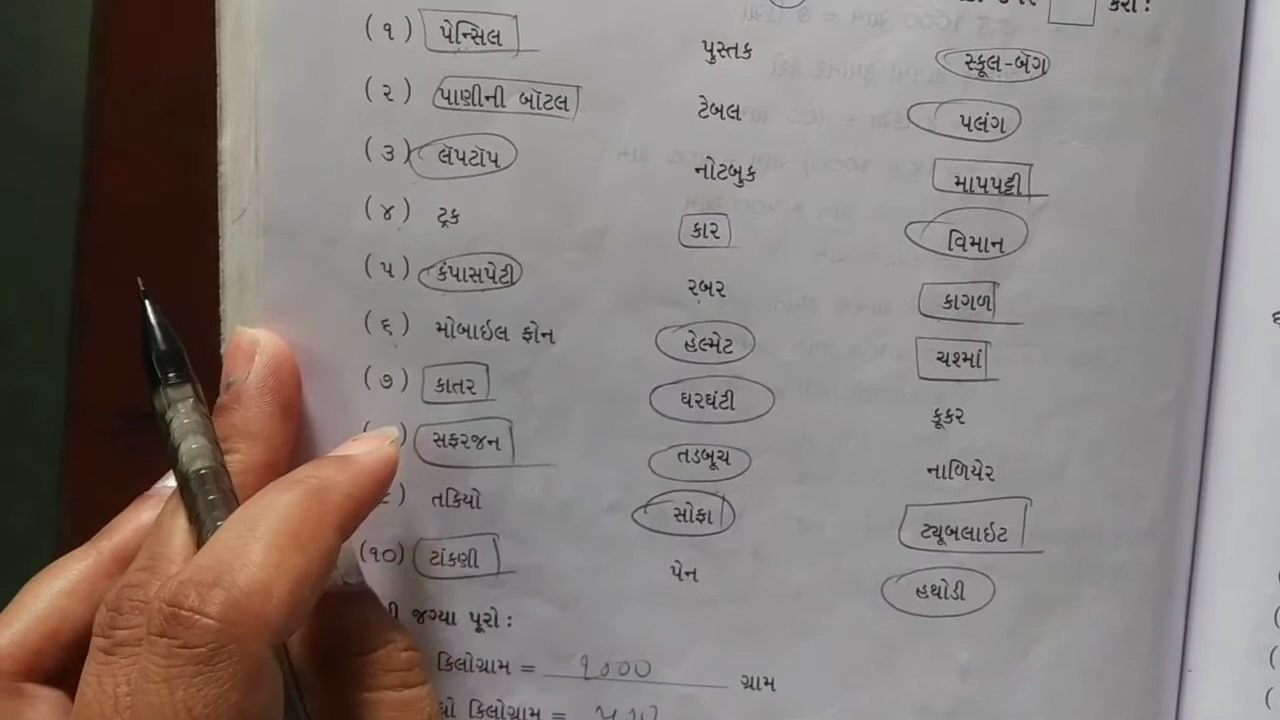 કરો :
(૧) પેન્સિલ પુસ્તક સ્કૂલ-બૅગ
(૨) પાણીની બૉટલ ટેબલ પલંગ
(૩) લૅપટૉપ નોટબુક માપપટ્ટી
(૪) ટ્રક કાર વિમાન
(૫) કંપાસપેટી રબર કાગળ
(૬) મોબાઇલ ફોન હેલ્મેટ ચશ્માં
(૭) કાતર ઘરઘંટી કૂકર
સફરજન તડબૂચ નાળિયેર
તકિયો સોફા ટ્યૂબલાઇટ
(૧૦) ટાંકણી પેન હથોડી
જગ્યા પૂરો :
કિલોગ્રામ = ૧૦૦૦ ગ્રામ
કિલોગ્રામ =